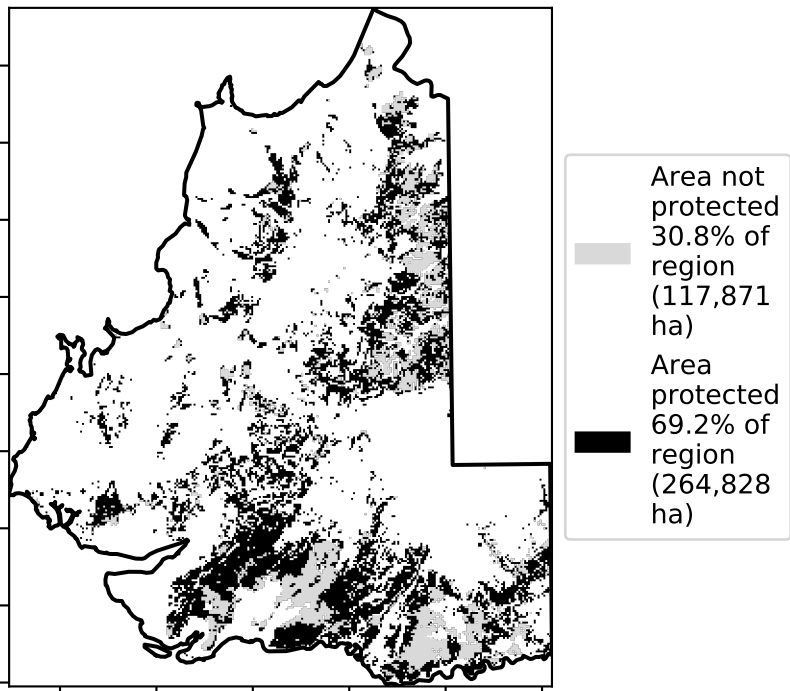 Area not
protected
30.8% of
region
(117,871
ha)
Area
protected
69.2% of
region
(264,828
ha)